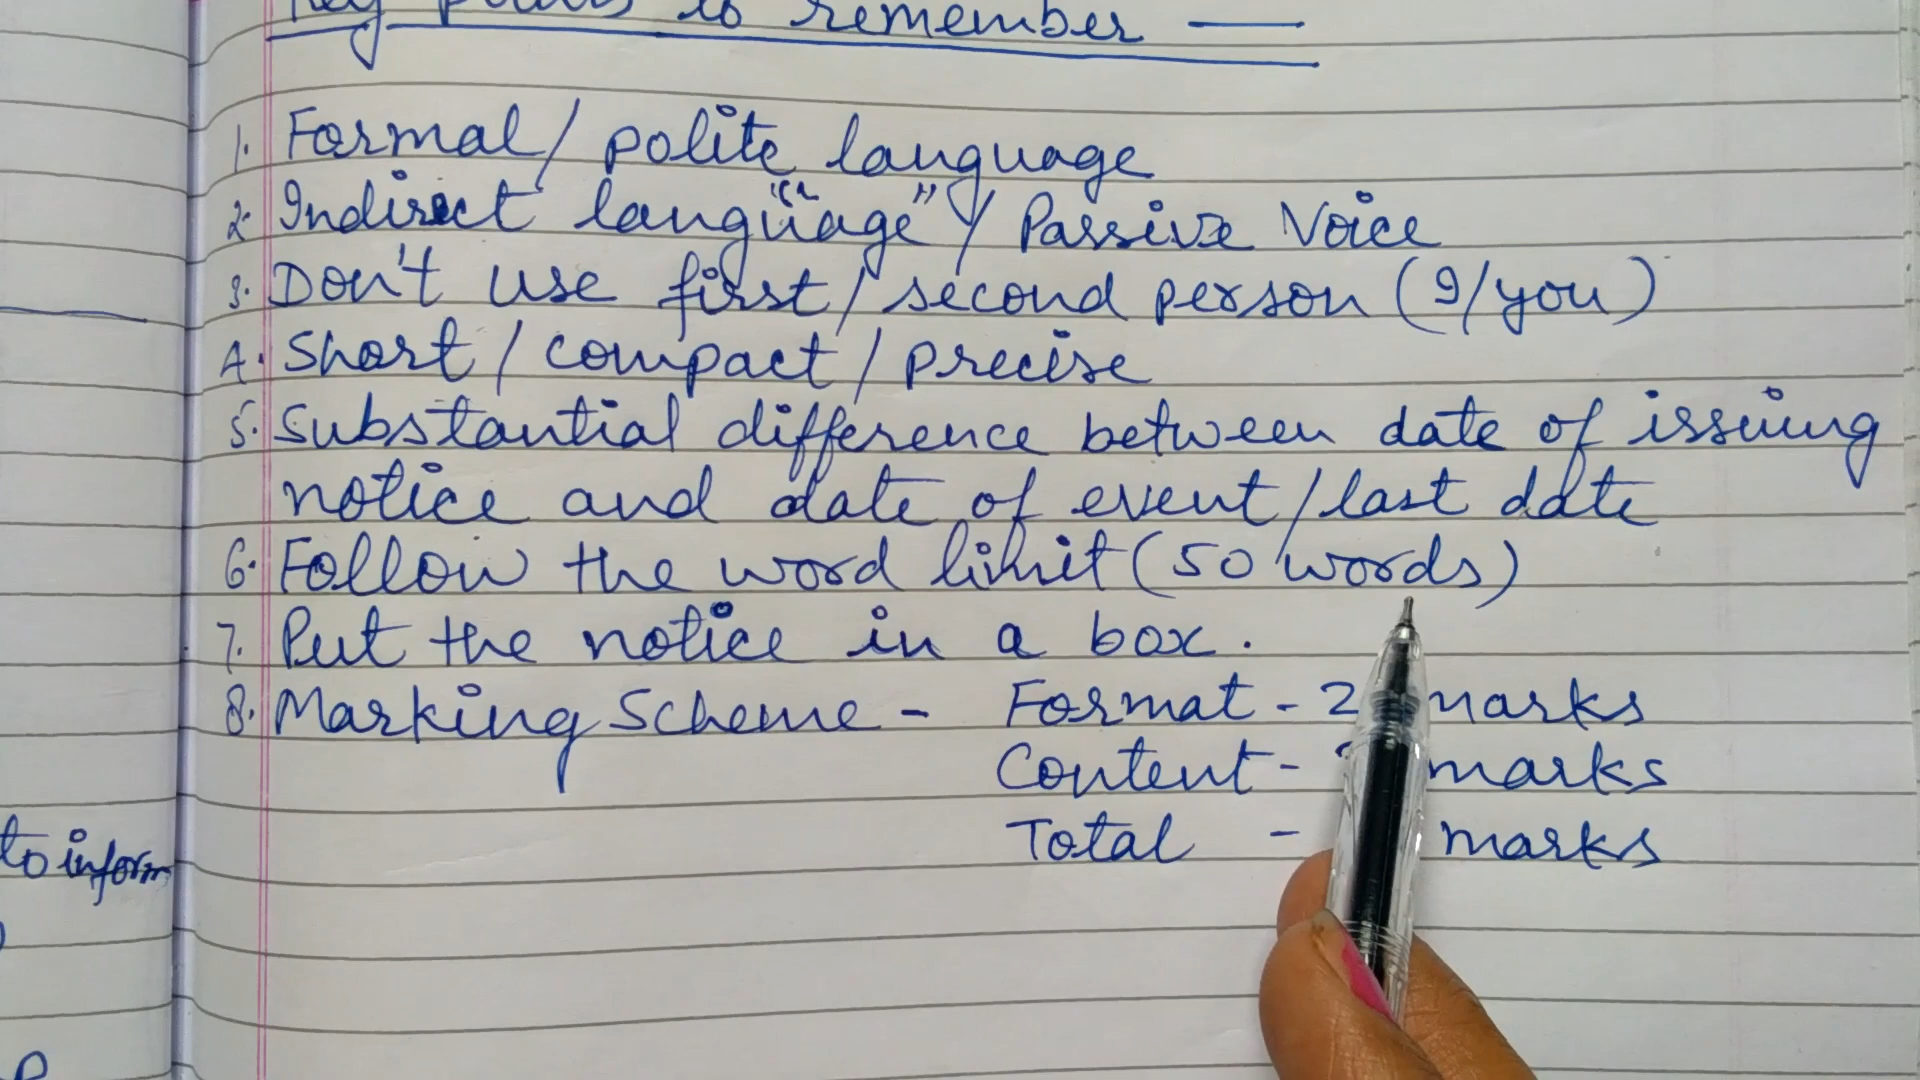 Key points to remember —
1. Formal / polite language
2. Indirect language / Passive Voice
3. Don't use first / second person (I/you)
4. Short / compact / precise
5. Substantial difference between date of issuing
notice and date of event / last date
6. Follow the word limit (50 words)
7. Put the notice in a box.
8. Marking Scheme - Format - 2 marks
Content - marks
Total - marks
to inform